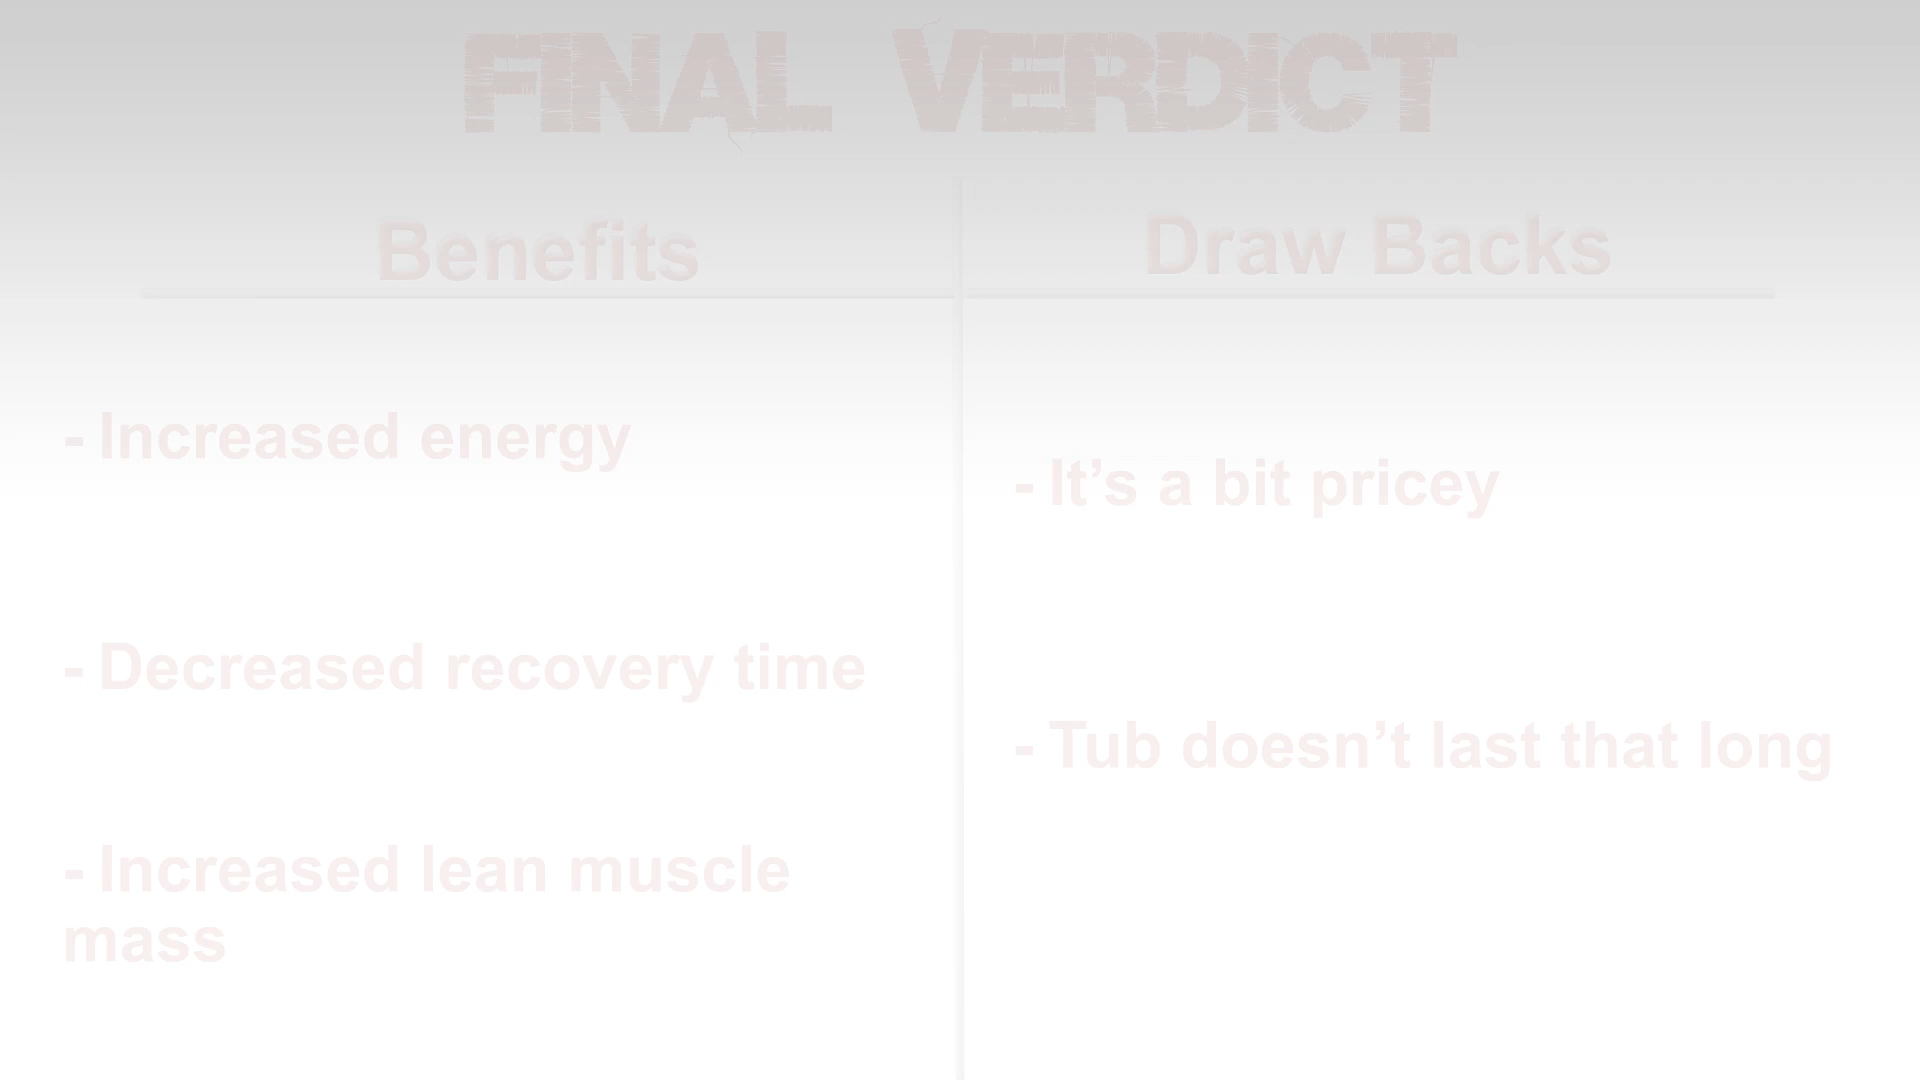 FINAL VERDICT
Benefits
- Increased energy
- Decreased recovery time
- Increased lean muscle
mass
Draw Backs
- It’s a bit pricey
- Tub doesn’t last that long